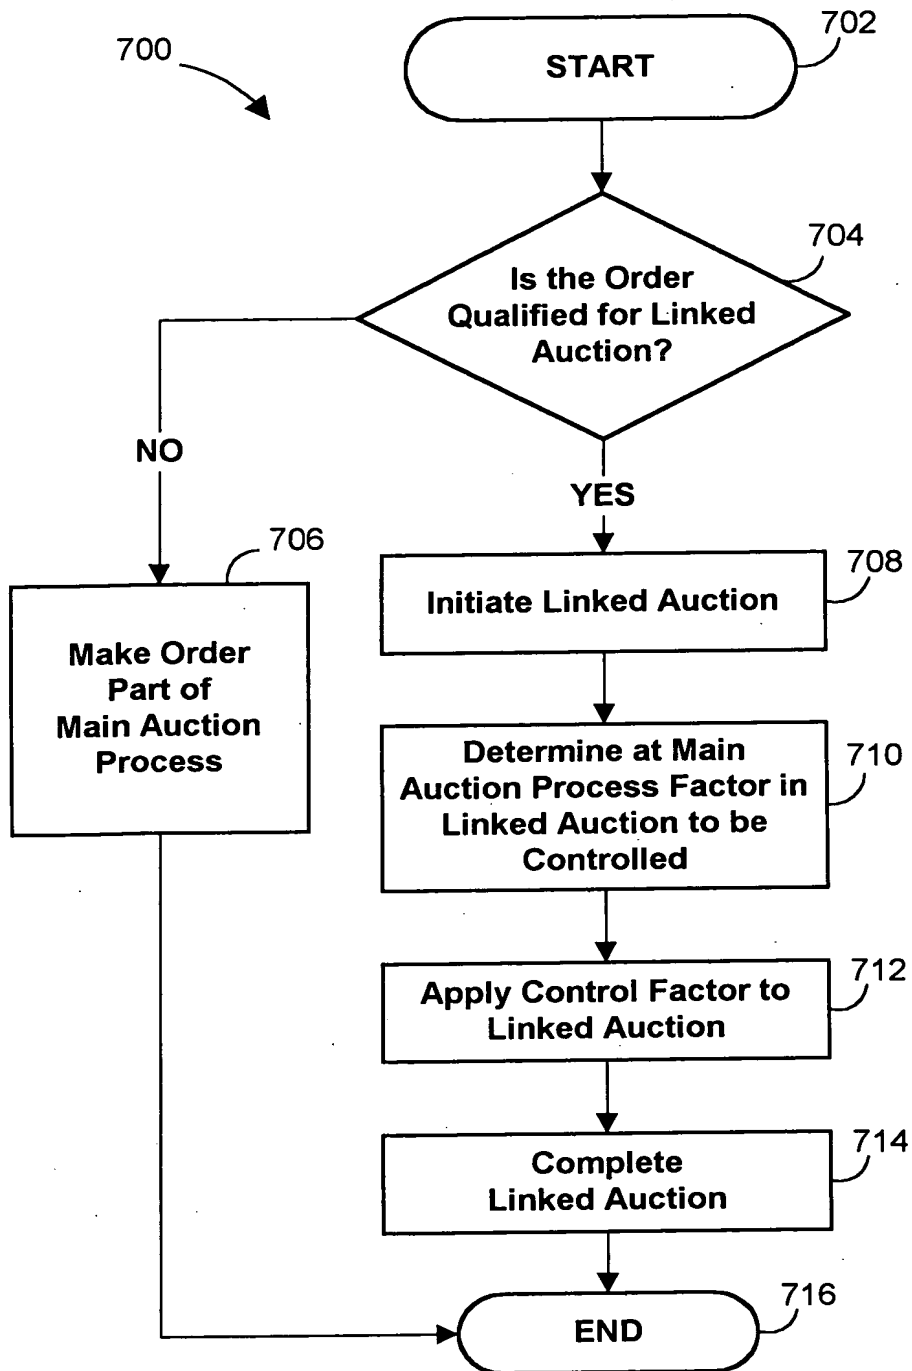 700
702
START
704
Is the Order
Qualified for Linked
Auction?
NO
YES
706
Make Order
Part of
Main Auction
Process
708
Initiate Linked Auction
710
Determine at Main
Auction Process Factor in
Linked Auction to be
Controlled
712
Apply Control Factor to
Linked Auction
714
Complete
Linked Auction
716
END